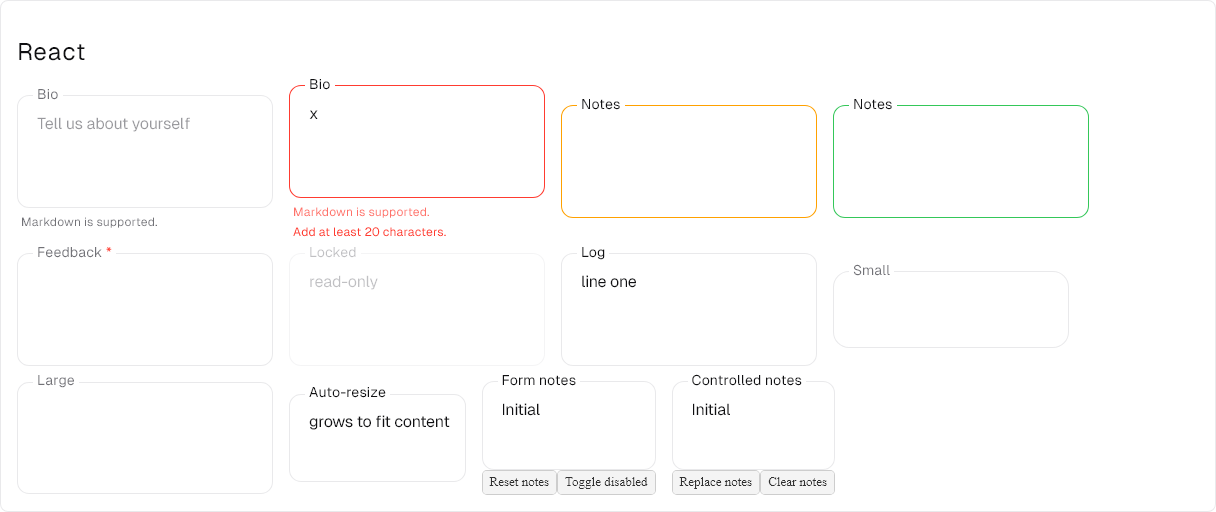 React
Bio
Tell us about yourself
Markdown is supported.
Bio
x
Markdown is supported.
Add at least 20 characters.
Notes
Notes
Feedback *
Locked
read-only
Log
line one
Small
Large
Auto-resize
grows to fit content
Form notes
Initial
Reset notes
Toggle disabled
Controlled notes
Initial
Replace notes
Clear notes